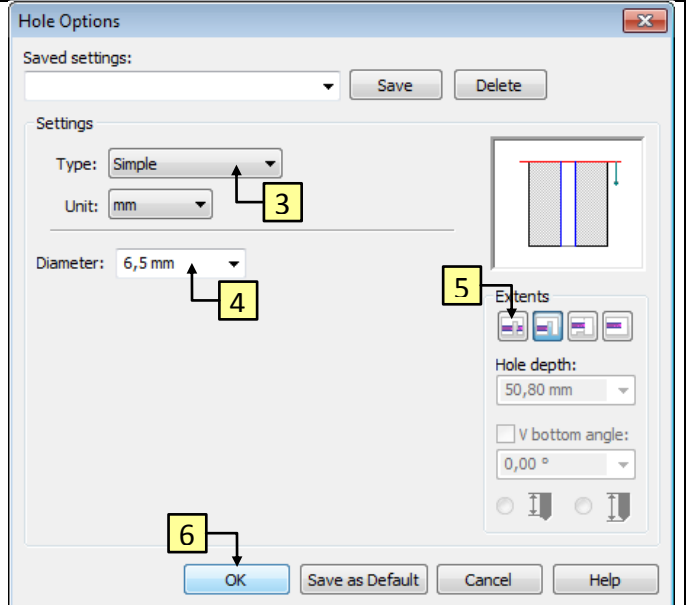 Hole Options
Saved settings:
Save Delete
Settings
Type: Simple
3
Unit: mm
Diameter: 6,5 mm
4
5
Extents
Hole depth:
50,80 mm
V bottom angle:
0,00 °
6
OK Save as Default Cancel Help